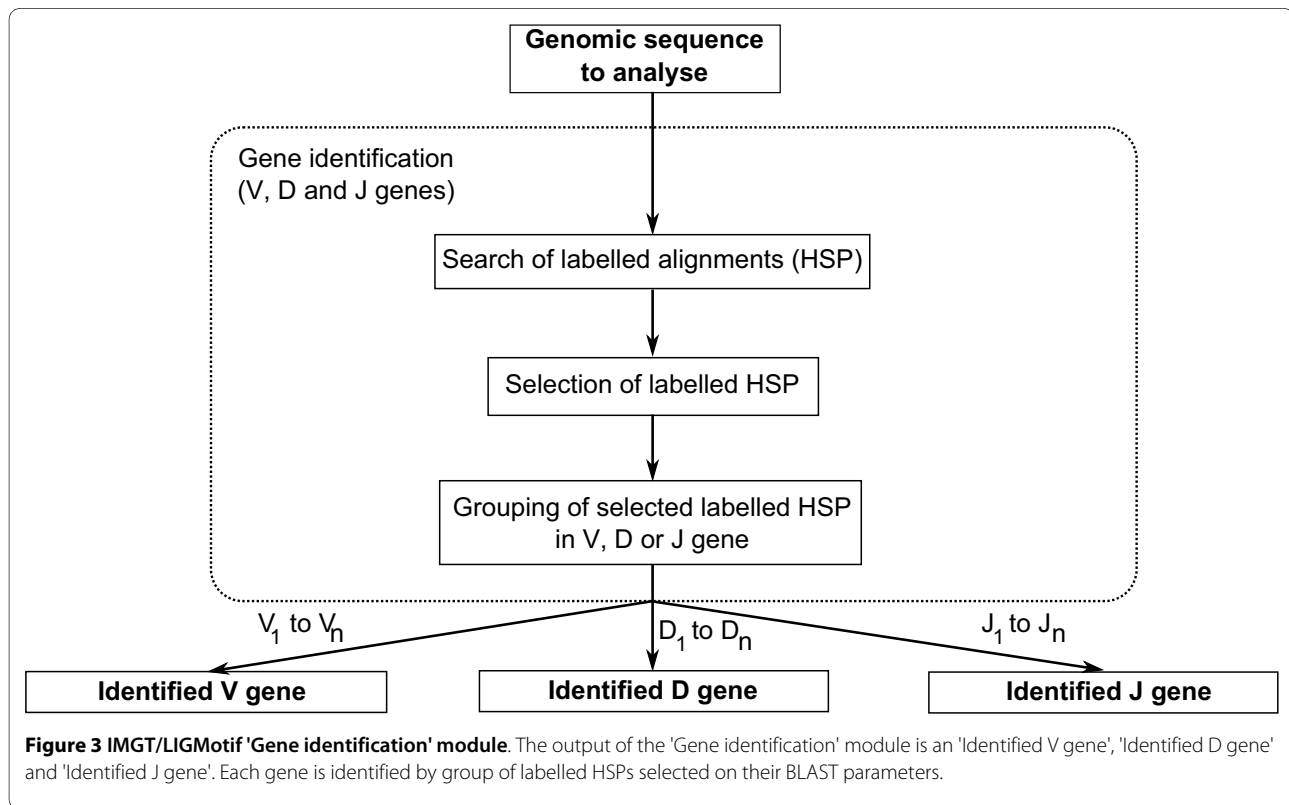 Genomic sequence
to analyse
Gene identification
(V, D and J genes)
Search of labelled alignments (HSP)
Selection of labelled HSP
Grouping of selected labelled HSP
in V, D or J gene
V1 to Vn
D1 to Dn
J1 to Jn
Identified V gene
Identified D gene
Identified J gene
Figure 3 IMGT/LIGMotif 'Gene identification' module. The output of the 'Gene identification' module is an 'Identified V gene', 'Identified D gene'
and 'Identified J gene'. Each gene is identified by group of labelled HSPs selected on their BLAST parameters.